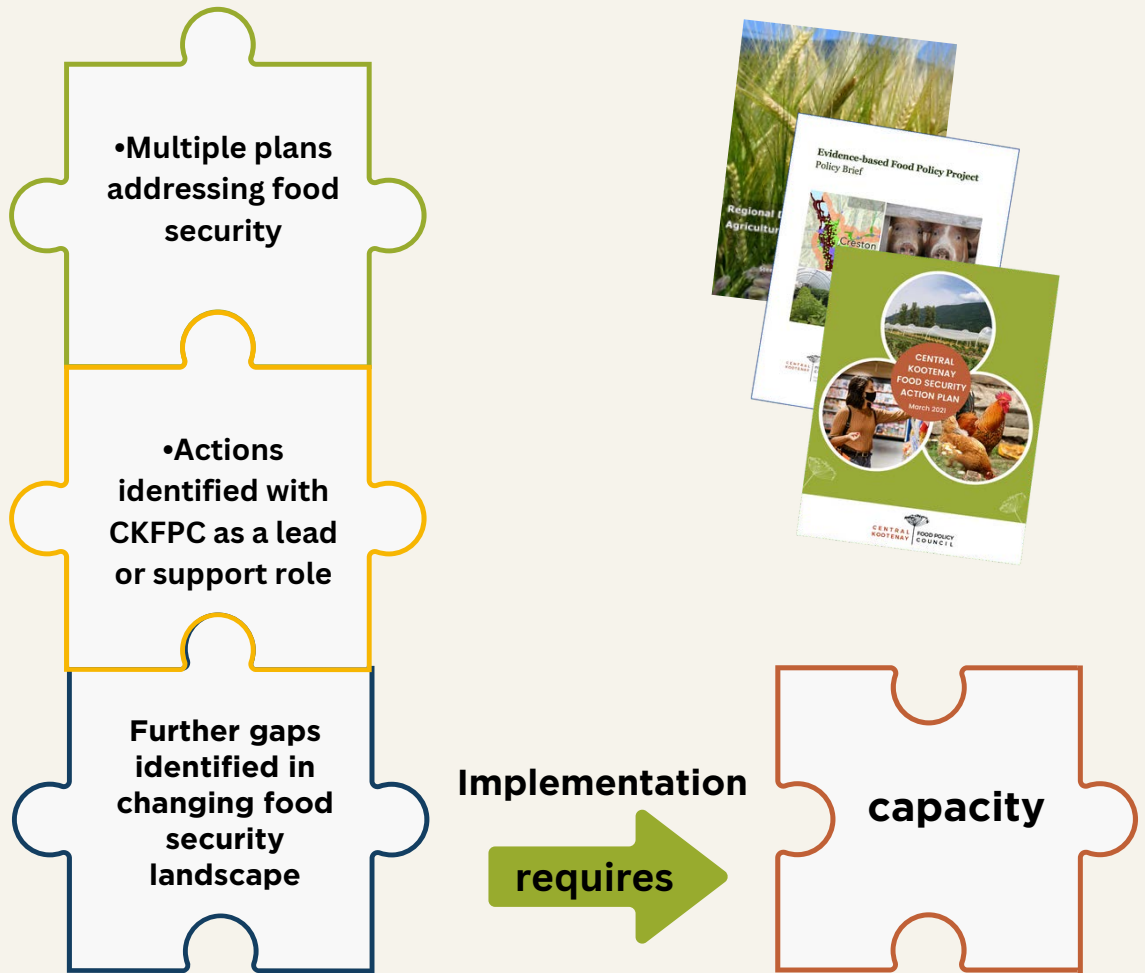 •Multiple plans
addressing food
security
•Actions
identified with
CKFPC as a lead
or support role
Further gaps
identified in
changing food
security
landscape
Implementation
requires
capacity
Regional
Agricultur
Evidence-based Food Policy Project
Policy Brief
Creston
CENTRAL
KOOTENAY
CENTRAL
KOOTENAY
FOOD SECURITY
ACTION PLAN
March 2021
CENTRAL
KOOTENAY
FOOD POLICY
COUNCIL